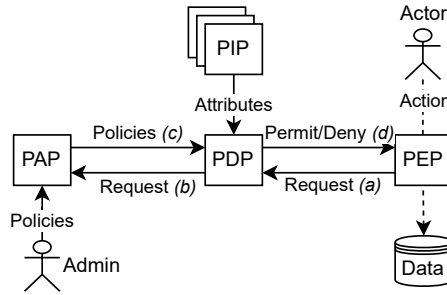 Actor
PIP
Attributes
Action
Policies (c)
Permit/Deny (d)
PAP
PDP
PEP
Request (b)
Request (a)
Policies
Admin
Data